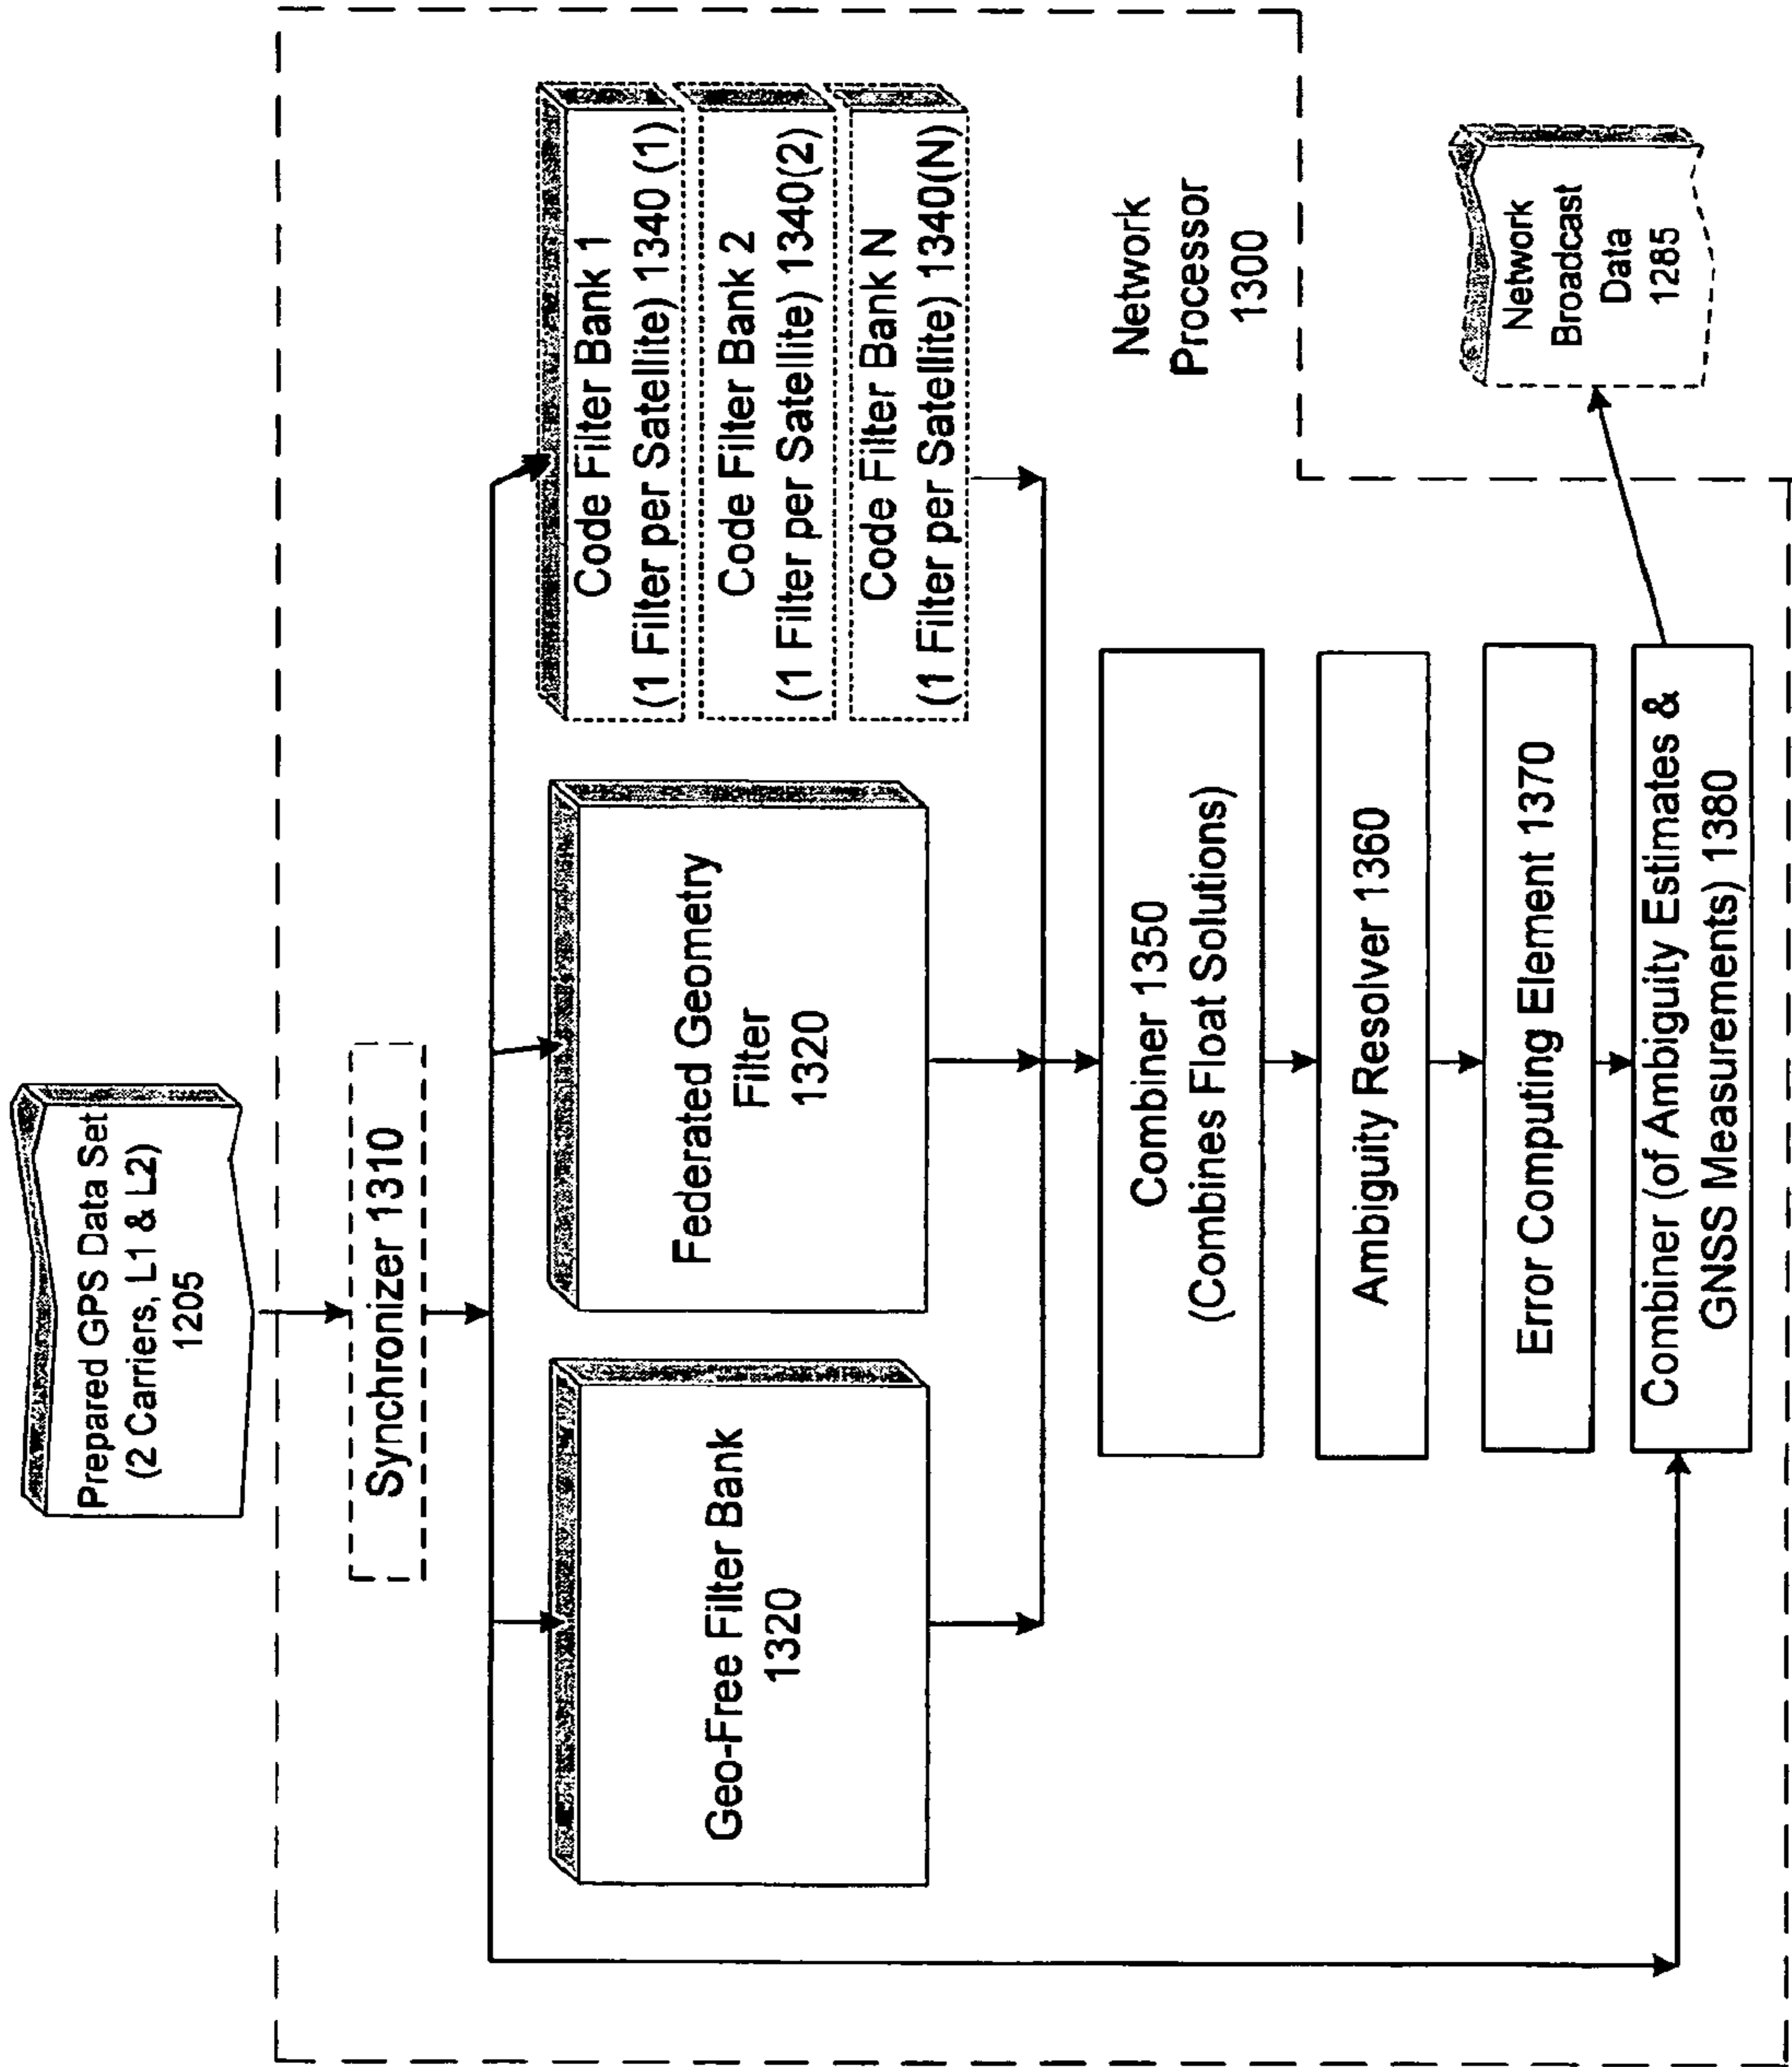 Prepared GPS Data Set
(2 Carriers, L1 & L2)
1205
Synchronizer 1310
Geo-Free Filter Bank
1320
Federated Geometry
Filter
1320
Code Filter Bank 1
(1 Filter per Satellite) 1340 (1)
Code Filter Bank 2
(1 Filter per Satellite) 1340(2)
Code Filter Bank N
(1 Filter per Satellite) 1340(N)
Combiner 1350
(Combines Float Solutions)
Network
Processor
1300
Ambiguity Resolver 1360
Error Computing Element 1370
Combiner (of Ambiguity Estimates &
GNSS Measurements) 1380
Network
Broadcast
Data
1285